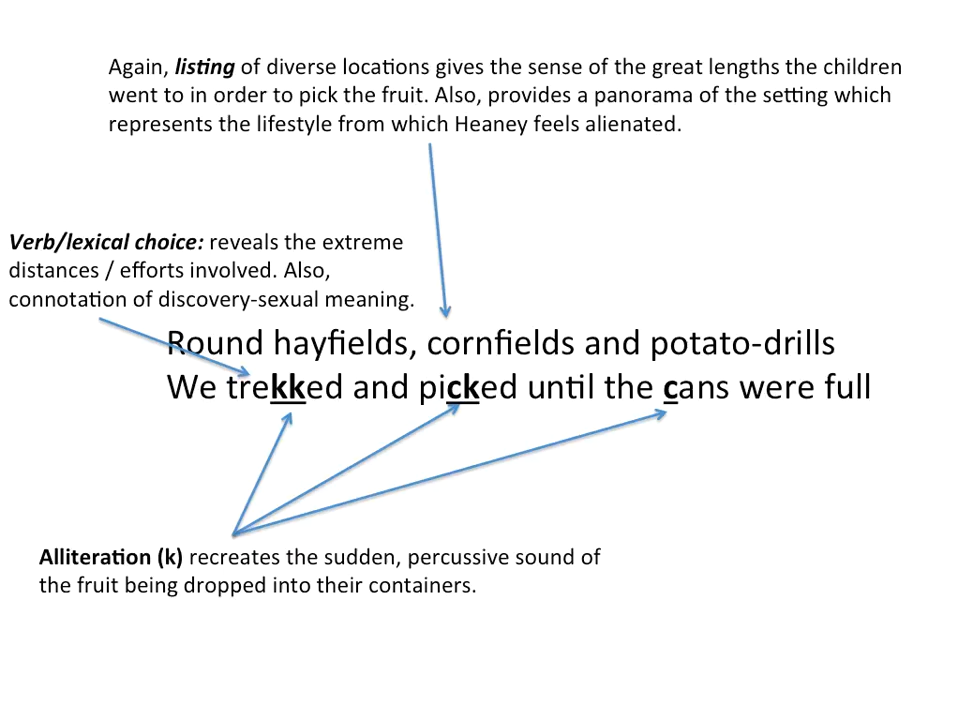 Again, listing of diverse locations gives the sense of the great lengths the children
went to in order to pick the fruit. Also, provides a panorama of the setting which
represents the lifestyle from which Heaney feels alienated.
Verb/lexical choice: reveals the extreme
distances / efforts involved. Also,
connotation of discovery-sexual meaning.
Round hayfields, cornfields and potato-drills
We trekked and picked until the cans were full
Alliteration (k) recreates the sudden, percussive sound of
the fruit being dropped into their containers.